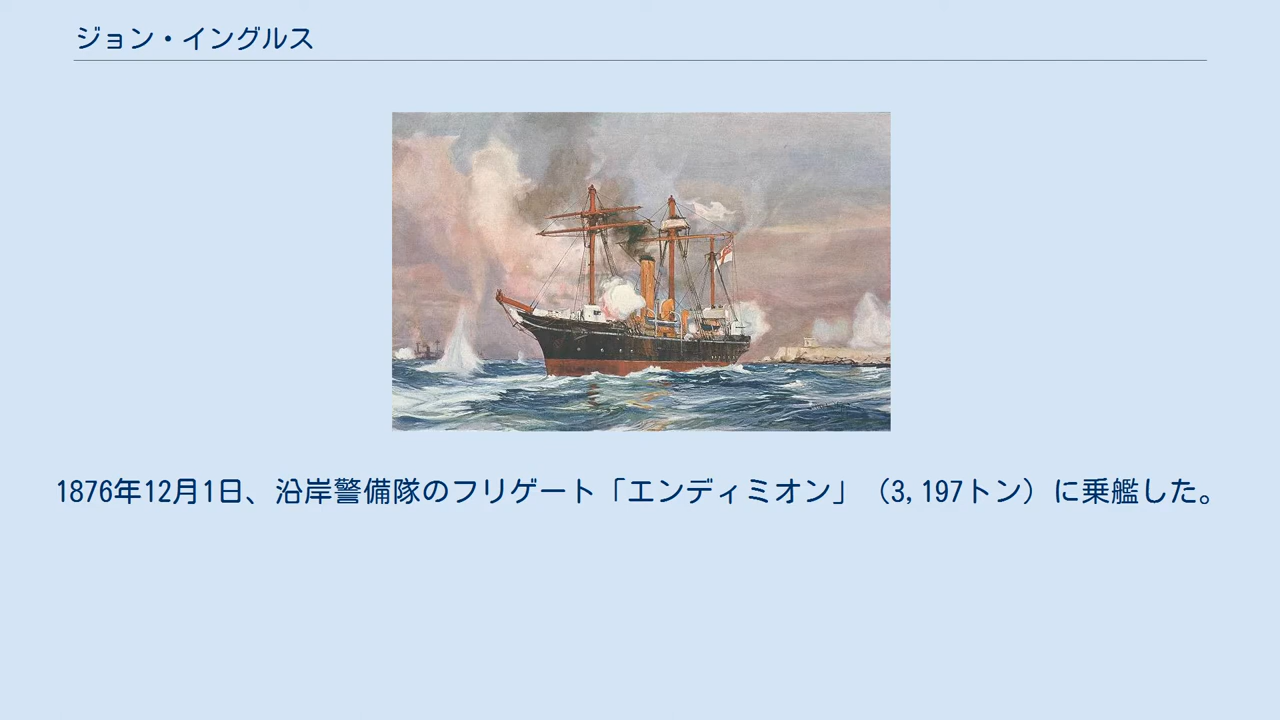 ジョン・イングルス
1876年12月1日、沿岸警備隊のフリゲート「エンディミオン」（3,197トン）に乗艦した。